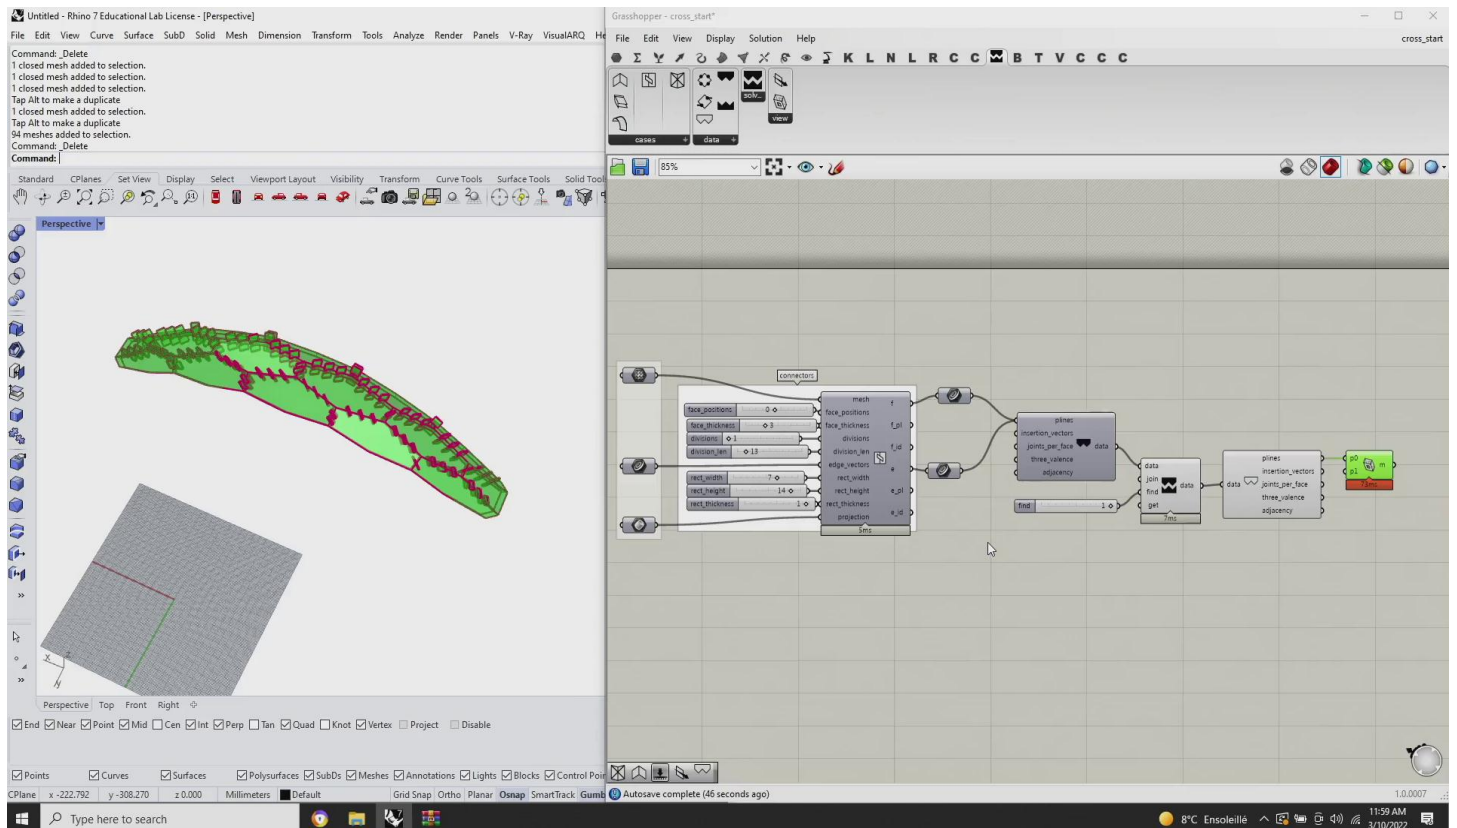 Untitled - Rhino 7 Educational Lab License - [Perspective]
File Edit View Curve Surface SubD Solid Mesh Dimension Transform Tools Analyze Render Panels V-Ray VisualARQ He
Command: _Delete
1 closed mesh added to selection.
1 closed mesh added to selection.
1 closed mesh added to selection.
Tap Alt to make a duplicate
1 closed mesh added to selection.
Tap Alt to make a duplicate
94 meshes added to selection.
Command: _Delete
Command:
Standard CPlanes Set View Display Select Viewport Layout Visibility Transform Curve Tools Surface Tools Solid Tool
Perspective
x
z
y
Perspective Top Front Right
End Near Point Mid Cen Int Perp Tan Quad Knot Vertex Project Disable
Points Curves Surfaces Polysurfaces SubDs Meshes Annotations Lights Blocks Control Poin
CPlane x -222.792 y -308.270 z 0.000 Millimeters Default Grid Snap Ortho Planar Osnap SmartTrack Gumb
Grasshopper - cross_start*
File Edit View Display Solution Help
cross_start
K L N L R C C B T V C C C
solv...
view
cases
data
85%
connectors
face_positions 0
face_thickness 3
divisions 1
division_len 13
rect_width 7
rect_height 14
rect_thickness 1
mesh
face_positions
face_thickness
divisions
division_len
edge_vectors
rect_width
rect_height
rect_thickness
projection
f
f_pl
f_id
e
e_pl
e_id
5ms
plines
insertion_vectors
joints_per_face
three_valence
adjacency
data
find 1
data
join
find
get
data
7ms
data
plines
insertion_vectors
joints_per_face
three_valence
adjacency
p0
p1
m
Autosave complete (46 seconds ago)
1.0.0007
Type here to search
8°C Ensoleillé
11:59 AM
3/10/2022